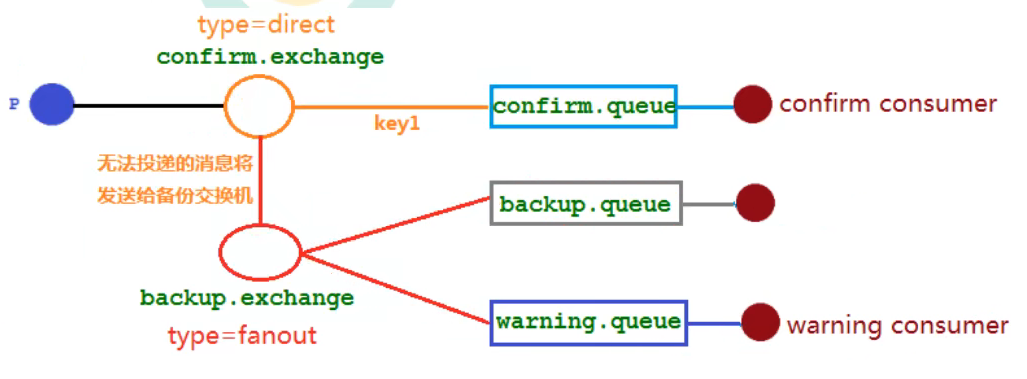 type=direct
confirm.exchange
P
confirm.queue
confirm consumer
key1
无法投递的消息将
发送给备份交换机
backup.queue
backup.exchange
type=fanout
warning.queue
warning consumer